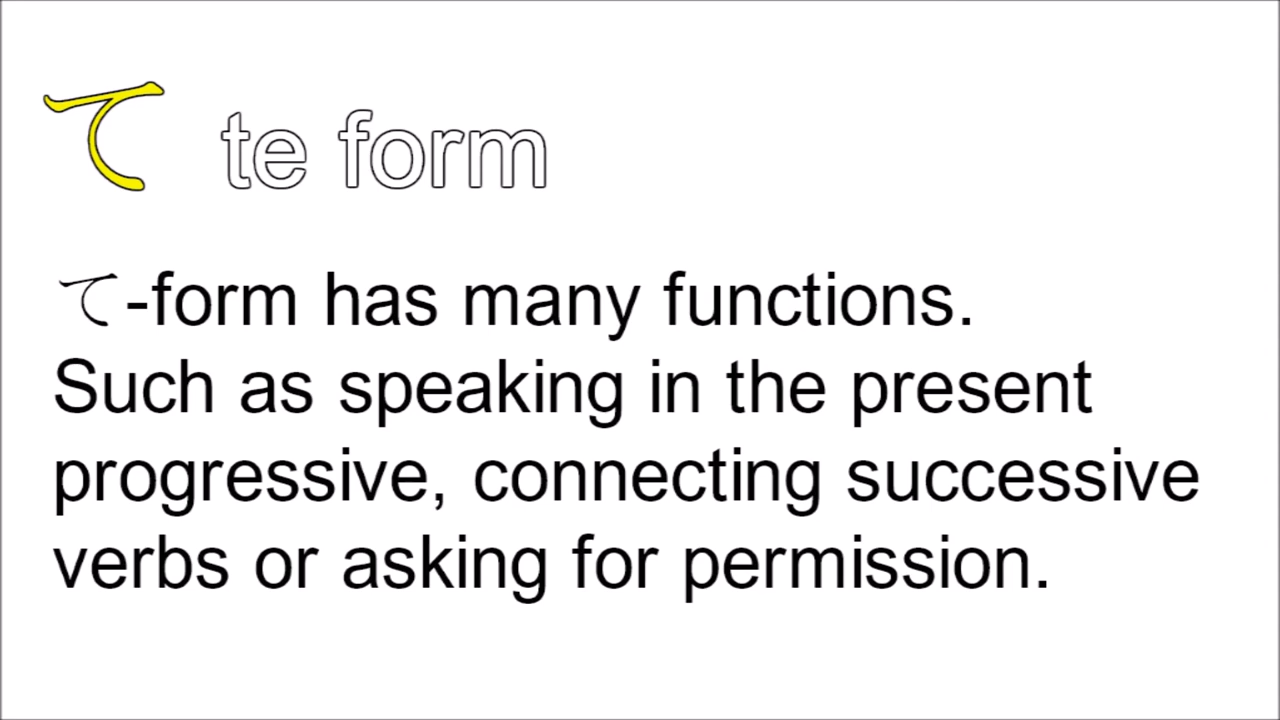 て te form
て-form has many functions.
Such as speaking in the present
progressive, connecting successive
verbs or asking for permission.